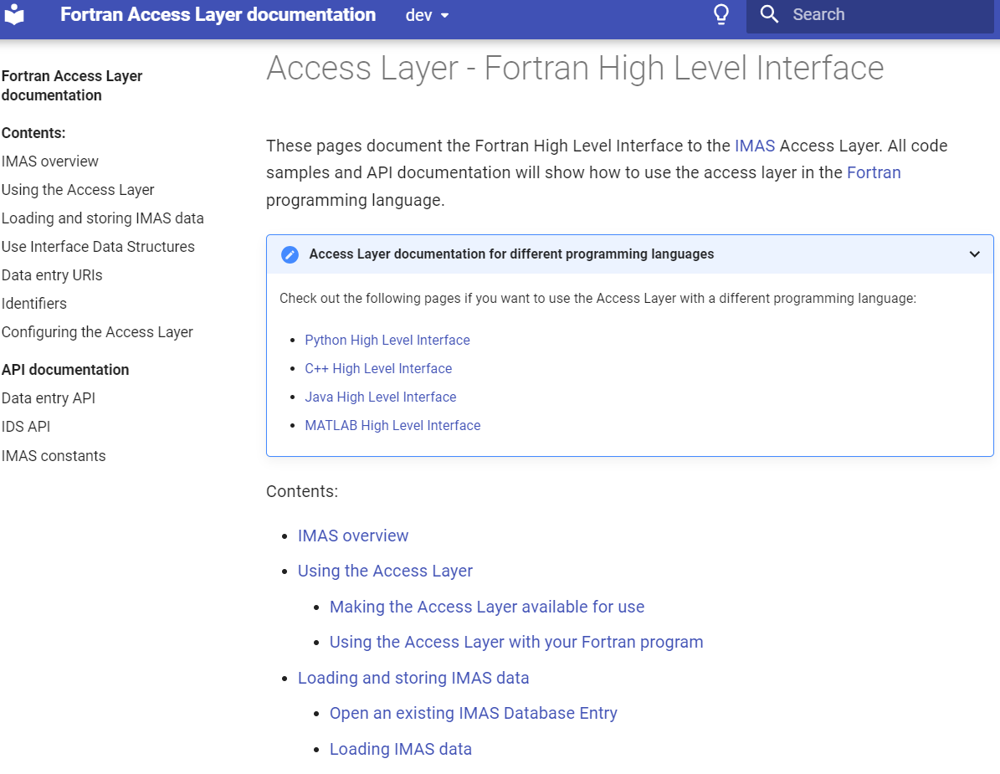 Fortran Access Layer documentation
dev
Search
Fortran Access Layer
documentation
Contents:
IMAS overview
Using the Access Layer
Loading and storing IMAS data
Use Interface Data Structures
Data entry URIs
Identifiers
Configuring the Access Layer
API documentation
Data entry API
IDS API
IMAS constants
Access Layer - Fortran High Level Interface
These pages document the Fortran High Level Interface to the IMAS Access Layer. All code
samples and API documentation will show how to use the access layer in the Fortran
programming language.
Access Layer documentation for different programming languages
Check out the following pages if you want to use the Access Layer with a different programming language:
Python High Level Interface
C++ High Level Interface
Java High Level Interface
MATLAB High Level Interface
Contents:
IMAS overview
Using the Access Layer
Making the Access Layer available for use
Using the Access Layer with your Fortran program
Loading and storing IMAS data
Open an existing IMAS Database Entry
Loading IMAS data